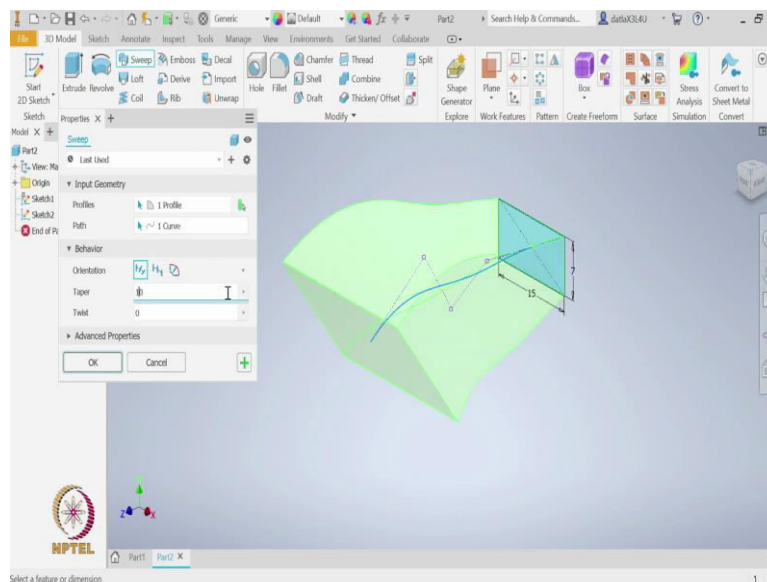 Generic
Default
Part2
Search Help & Commands...
datlaX3L4U
File 3D Model Sketch Annotate Inspect Tools Manage View Environments Get Started Collaborate
Start
2D Sketch
Sketch
Extrude Revolve
Sweep Emboss Decal
Loft Derive Import
Coil Rib Unwrap
Hole Fillet
Chamfer Thread Split
Shell Combine
Draft Thicken/ Offset
Modify
Shape
Generator
Explore
Plane
Work Features
Pattern
Box
Create Freeform
Surface
Stress
Analysis
Simulation
Convert to
Sheet Metal
Convert
Model X +
Part2
View: Ma
Origin
Sketch1
Sketch2
End of Pa
Properties X +
Sweep
Last Used
Input Geometry
Profiles 1 Profile
Path 1 Curve
Behavior
Orientation
Taper
Twist 0
Advanced Properties
OK Cancel
7
15
z x
NPTEL
Part1 Part2 X
Select a feature or dimension 1